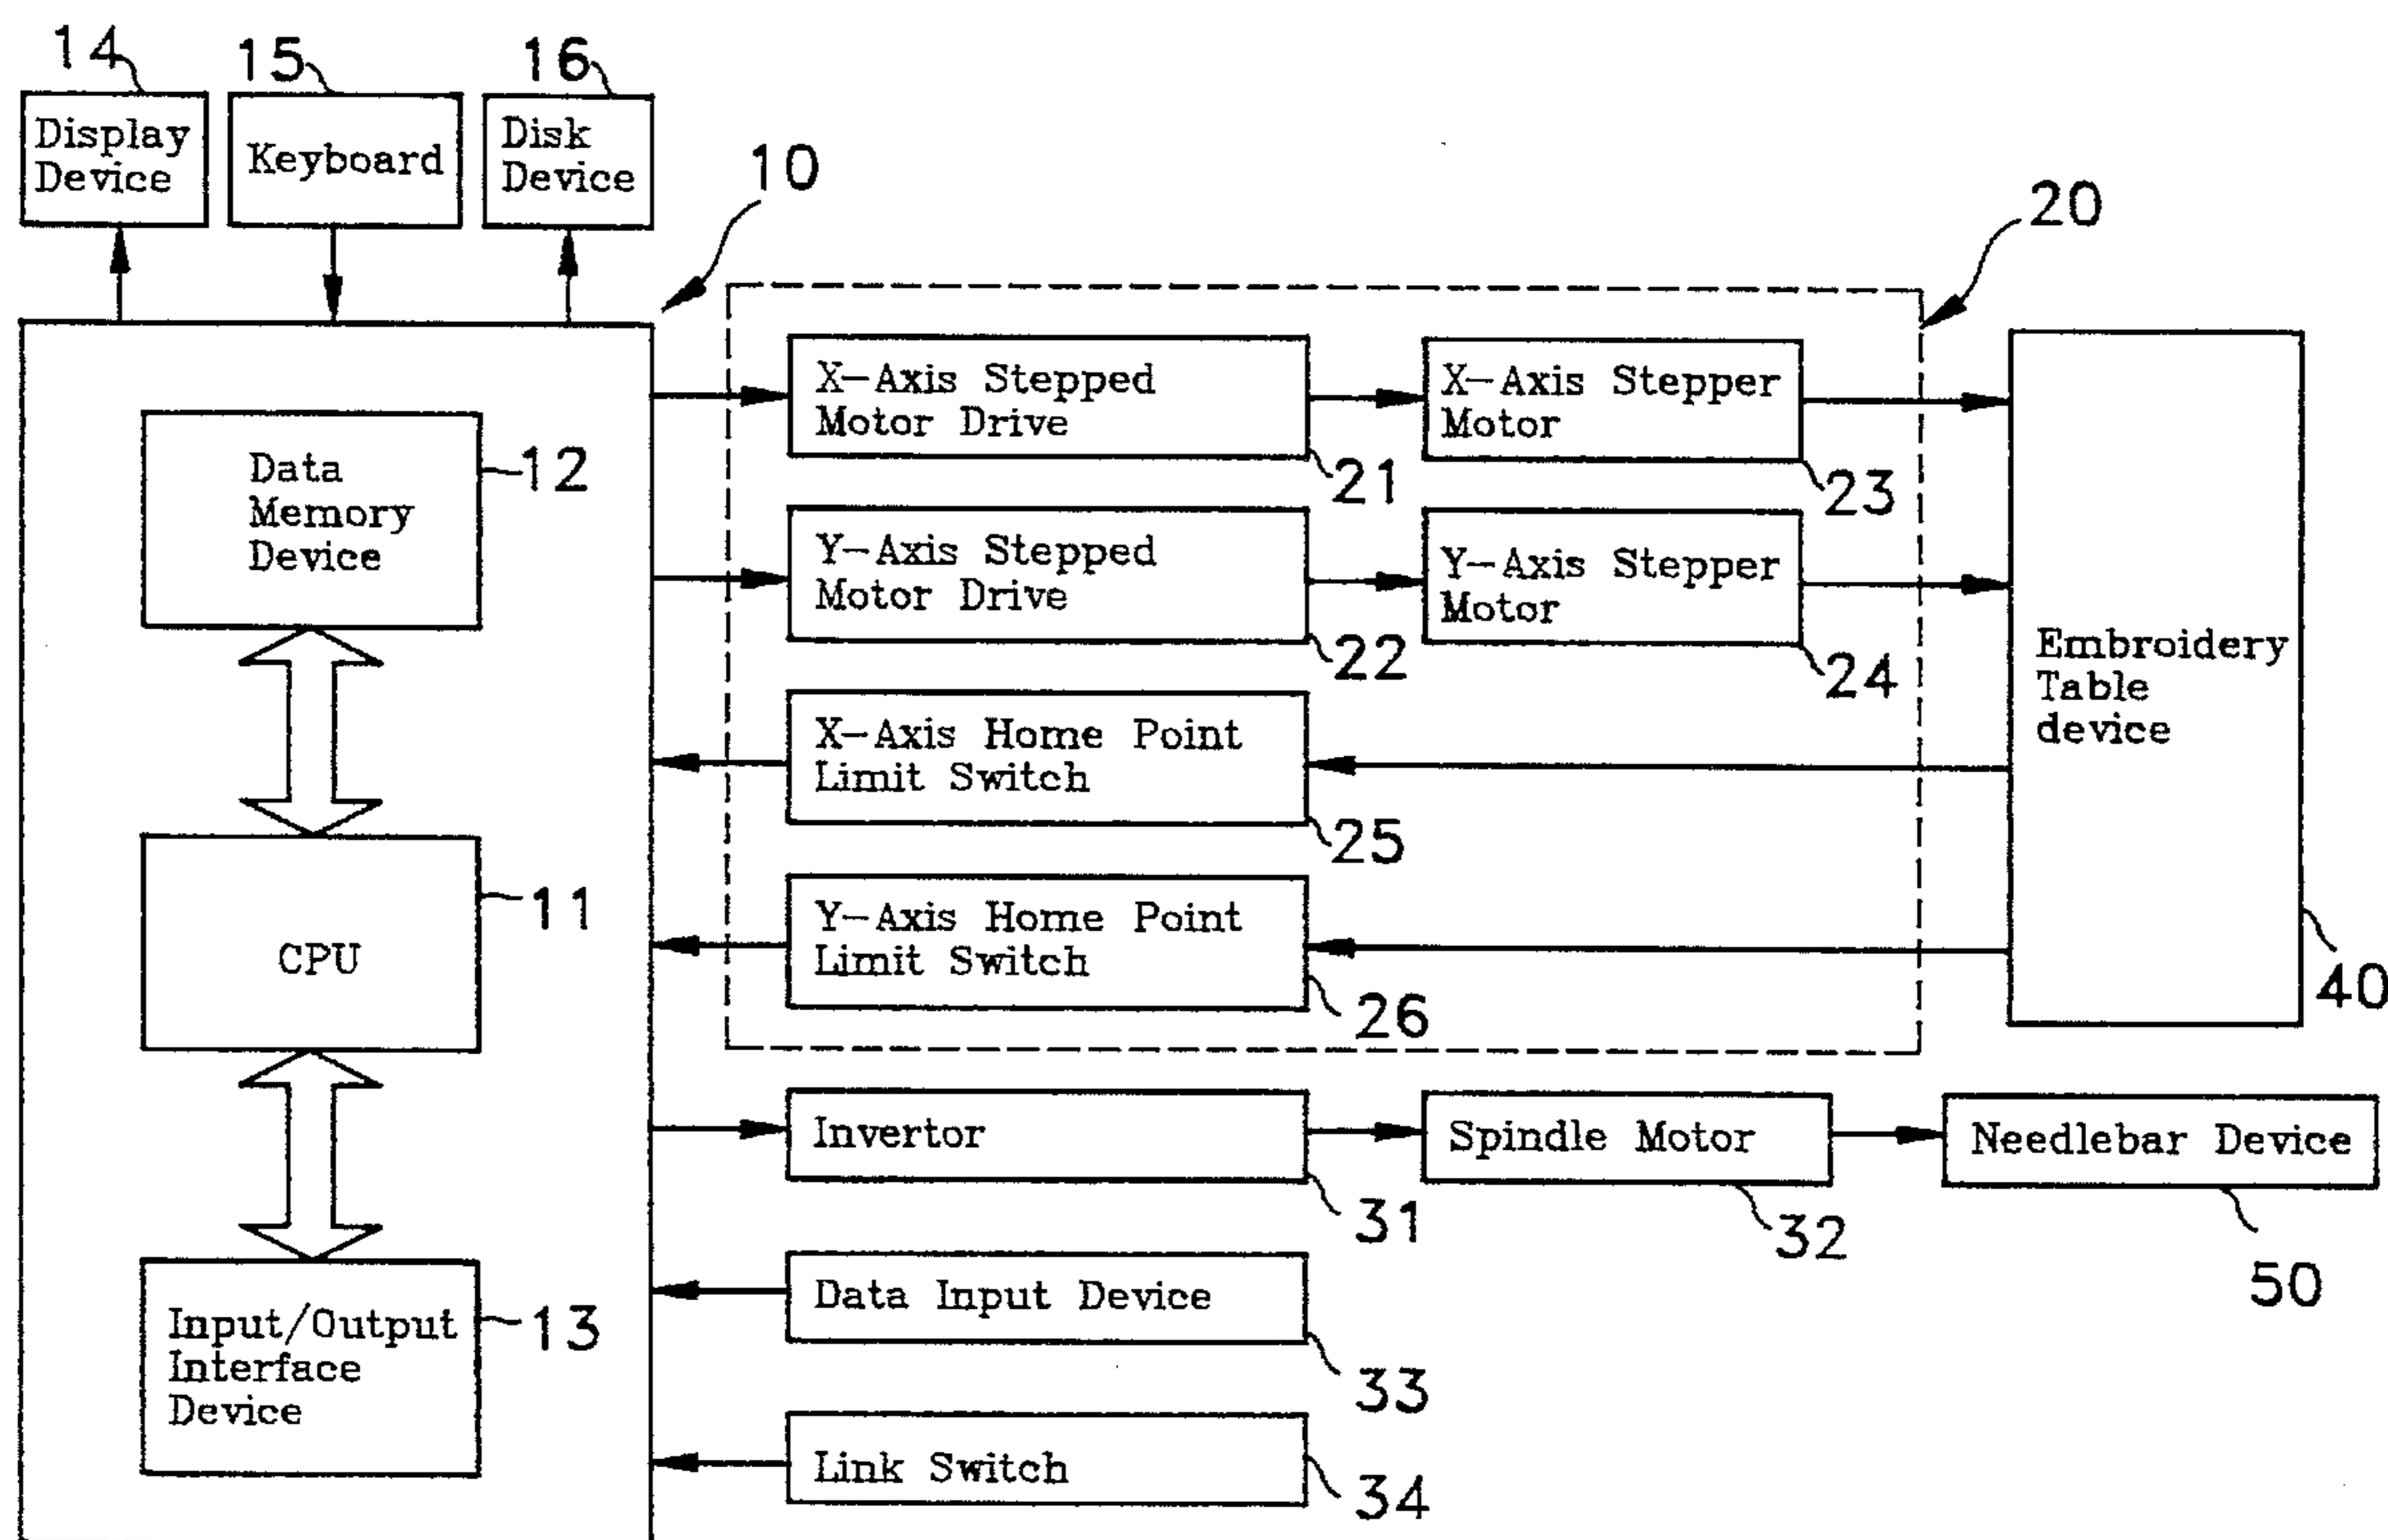 14
15
16
Display
Device
Keyboard
Disk
Device
10
20
X-Axis Stepped
Motor Drive
21
X-Axis Stepper
Motor
23
Data
Memory
Device
12
Y-Axis Stepped
Motor Drive
22
Y-Axis Stepper
Motor
24
Embroidery
Table
device
40
X-Axis Home Point
Limit Switch
25
CPU
11
Y-Axis Home Point
Limit Switch
26
Invertor
31
Spindle Motor
32
Needlebar Device
50
Input/Output
Interface
Device
13
Data Input Device
33
Link Switch
34